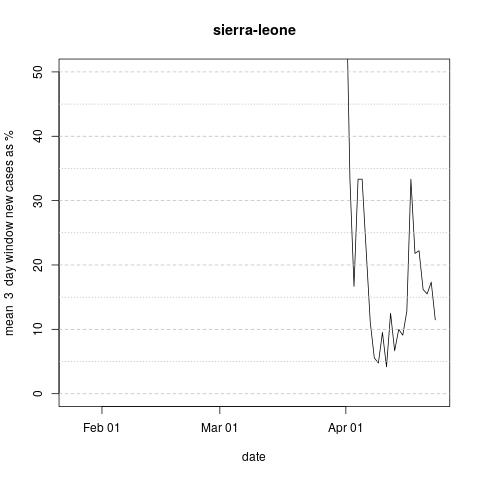 sierra-leone
mean 3 day window new cases as %
50
40
30
20
10
0
Feb 01
Mar 01
Apr 01
date